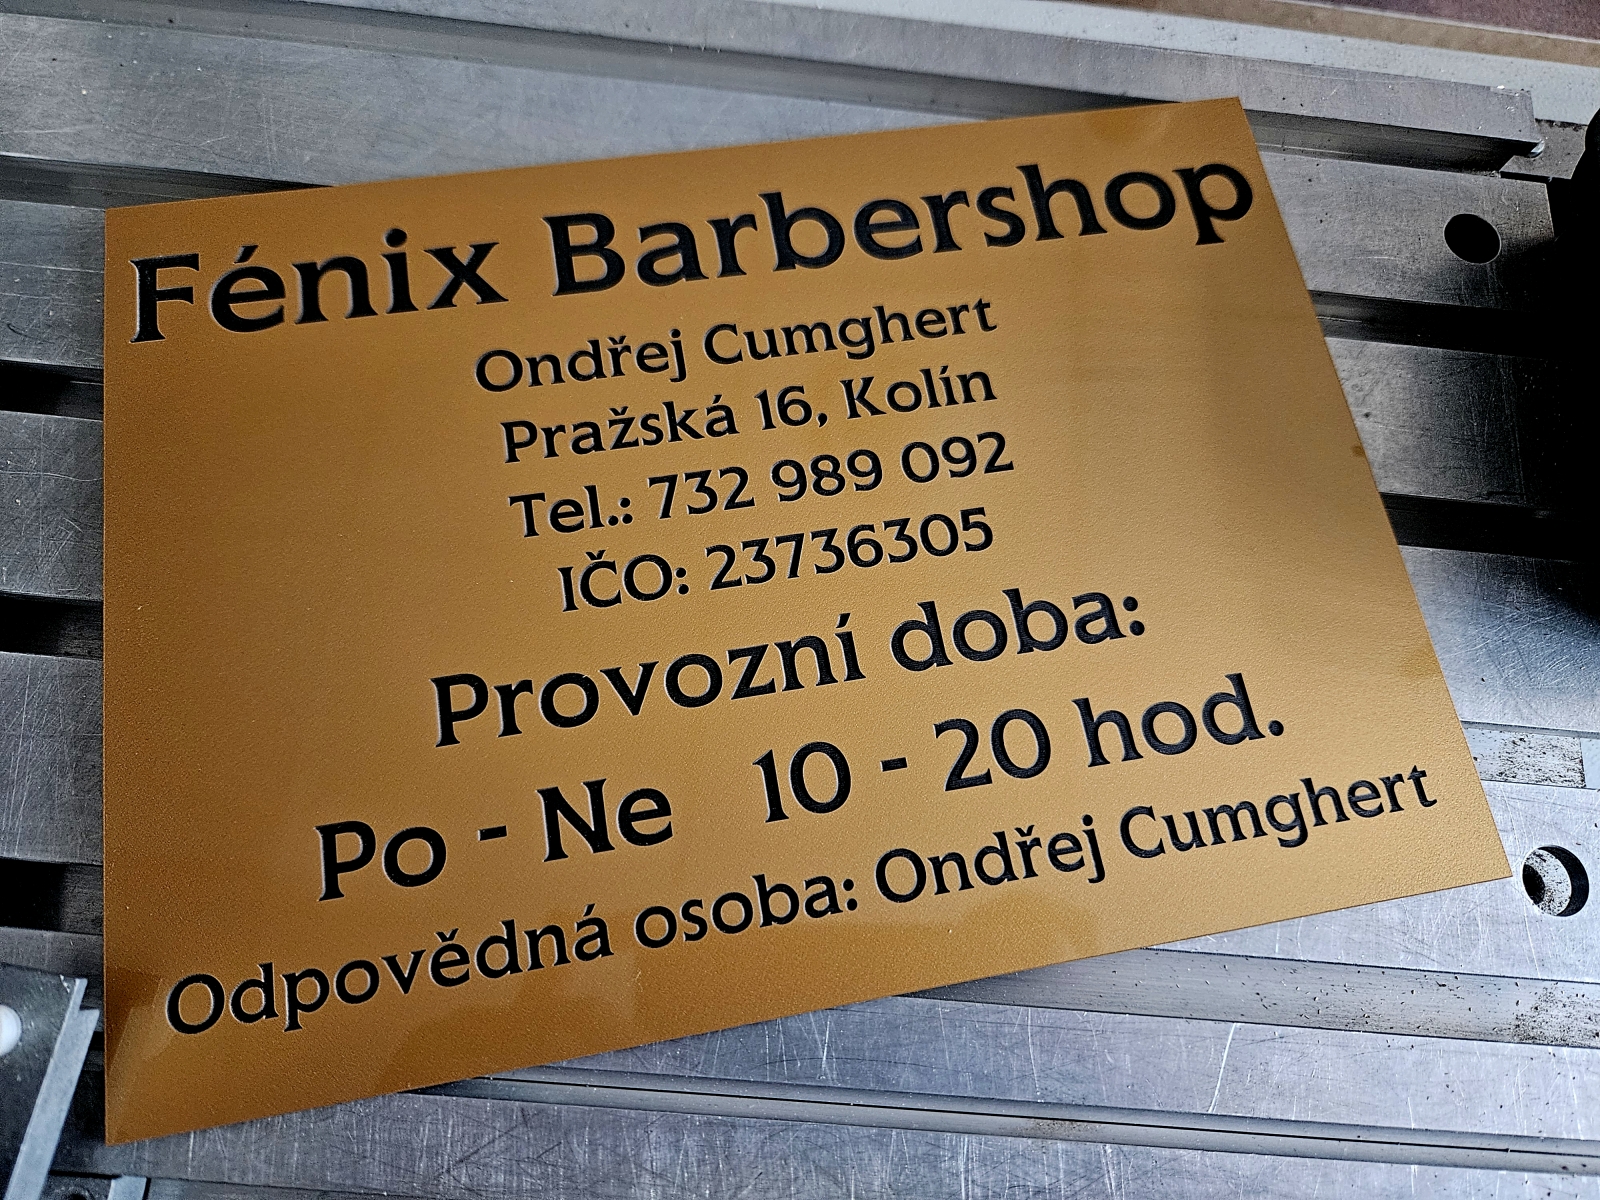 Fénix Barbershop
Ondřej Cumghert
Pražská 16, Kolín
Tel.: 732 989 092
IČO: 23736305
Provozní doba:
Po - Ne 10 - 20 hod.
Odpovědná osoba: Ondřej Cumghert